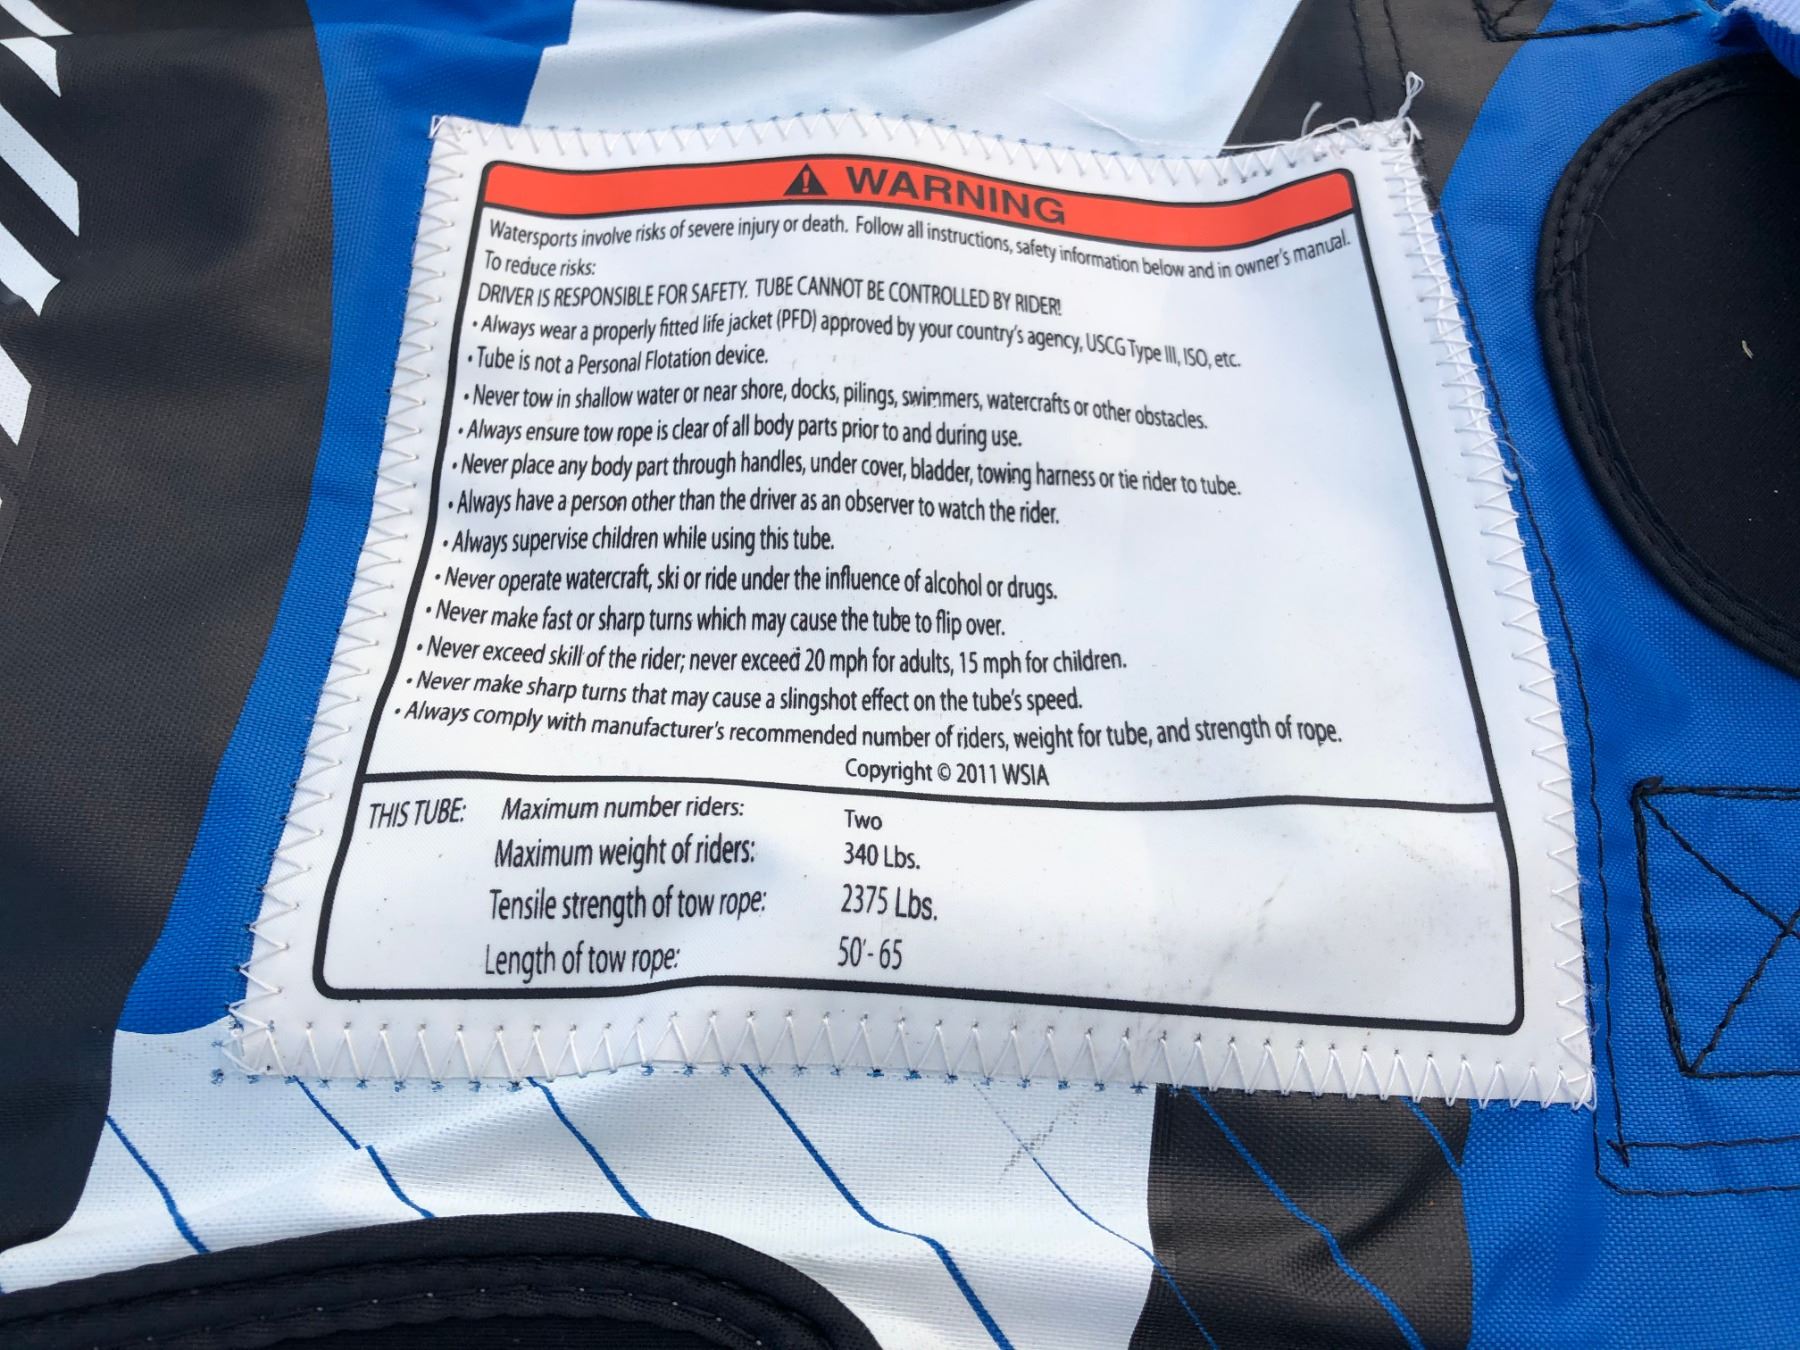 WARNING
Watersports involve risks of severe injury or death. Follow all instructions, safety information below and in owner's manual.
To reduce risks:
DRIVER IS RESPONSIBLE FOR SAFETY. TUBE CANNOT BE CONTROLLED BY RIDER!
• Always wear a properly fitted life jacket (PFD) approved by your country's agency, USCG Type III, ISO, etc.
• Tube is not a Personal Flotation device.
• Never tow in shallow water or near shore, docks, pilings, swimmers, watercrafts or other obstacles.
• Always ensure tow rope is clear of all body parts prior to and during use.
• Never place any body part through handles, under cover, bladder, towing harness or tie rider to tube.
• Always have a person other than the driver as an observer to watch the rider.
• Always supervise children while using this tube.
• Never operate watercraft, ski or ride under the influence of alcohol or drugs.
• Never make fast or sharp turns which may cause the tube to flip over.
• Never exceed skill of the rider; never exceed 20 mph for adults, 15 mph for children.
• Never make sharp turns that may cause a slingshot effect on the tube's speed.
• Always comply with manufacturer's recommended number of riders, weight for tube, and strength of rope.
Copyright © 2011 WSIA
THIS TUBE: Maximum number riders: Two
Maximum weight of riders: 340 Lbs.
Tensile strength of tow rope: 2375 Lbs.
Length of tow rope: 50'- 65